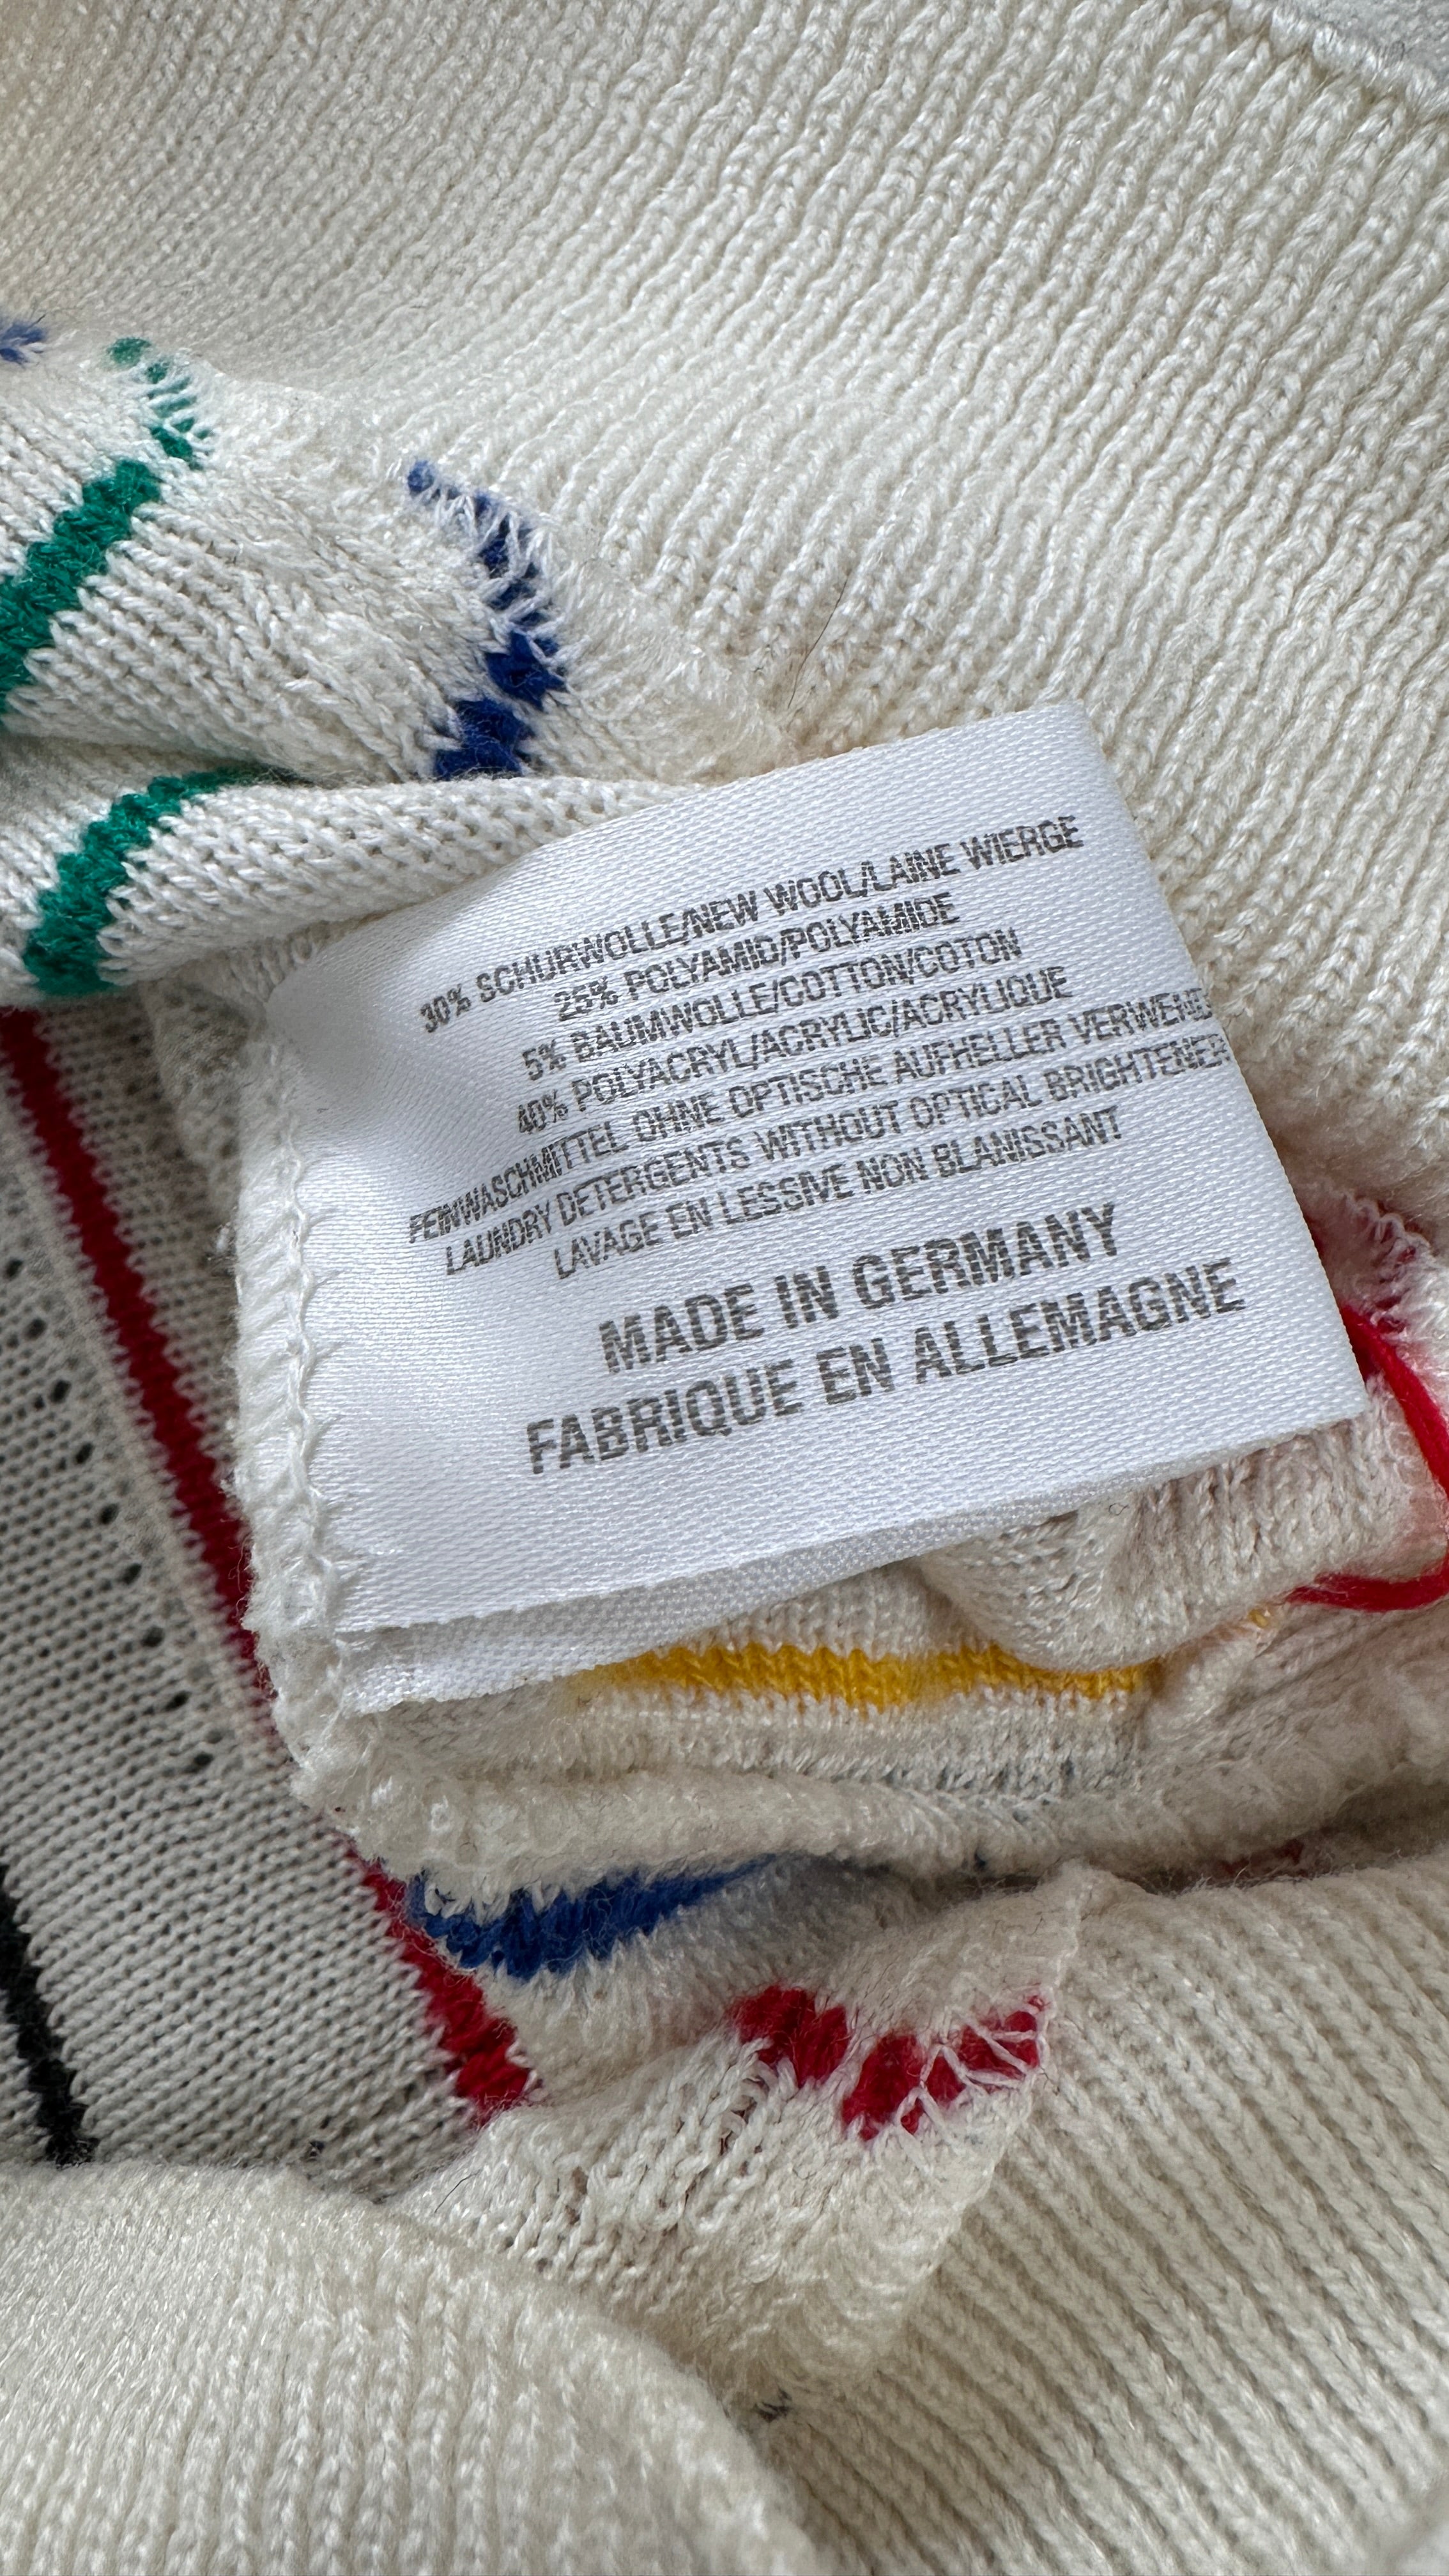 30% SCHURWOLLE/NEW WOOL/LAINE WIERGE
25% POLYAMID/POLYAMIDE
5% BAUMWOLLE/COTTON/COTON
40% POLYACRYL/ACRYLIC/ACRYLIQUE
FEINWASCHMITTEL OHNE OPTISCHE AUFHELLER
LAUNDRY DETERGENTS WITHOUT OPTICAL BRIGHTENER
LAVAGE EN LESSIVE NON BLANISSANT
MADE IN GERMANY
FABRIQUE EN ALLEMAGNE